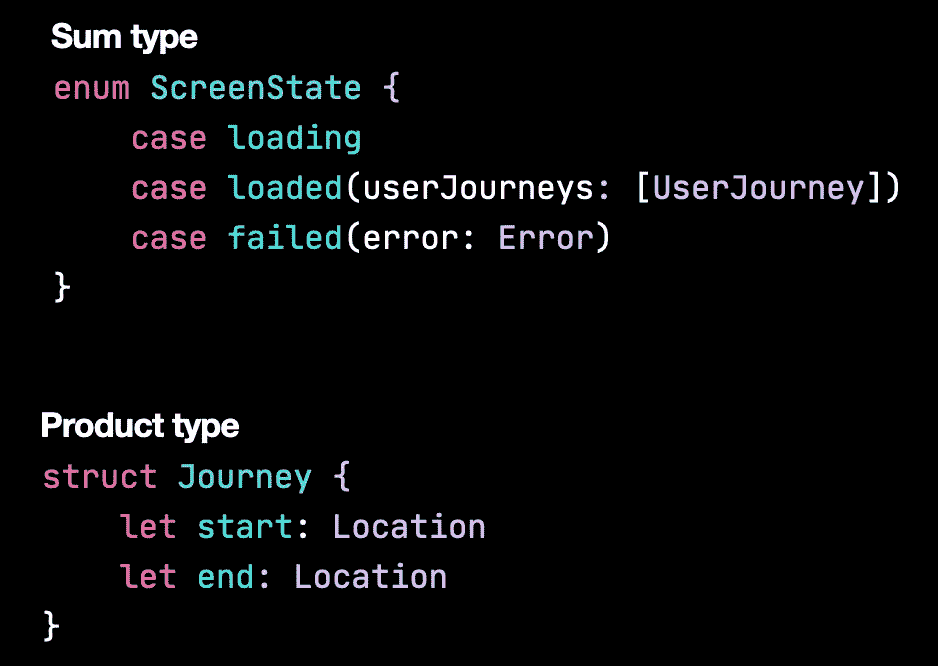 Sum type
enum ScreenState {
    case loading
    case loaded(userJourneys: [UserJourney])
    case failed(error: Error)
}
Product type
struct Journey {
    let start: Location
    let end: Location
}